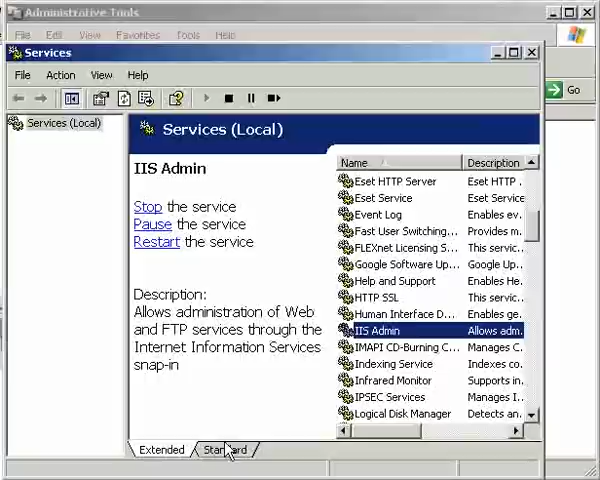 Administrative Tools
File Edit View Favorites Tools Help
Services
File Action View Help
Go
Services (Local)
Services (Local)
IIS Admin
Stop the service
Pause the service
Restart the service
Description:
Allows administration of Web
and FTP services through the
Internet Information Services
snap-in
Name Description
Eset HTTP Server Eset HTTP .
Eset Service Eset Service
Event Log Enables ev.
Fast User Switching... Provides m.
FLEXnet Licensing S... This servic.
Google Software Up... Google Up.
Help and Support Enables He.
HTTP SSL This servic.
Human Interface D... Enables ge.
IIS Admin Allows adm.
IMAPI CD-Burning C... Manages C.
Indexing Service Indexes co.
Infrared Monitor Supports in.
IPSEC Services Manages I.
Logical Disk Manager Detects an.
Extended Standard